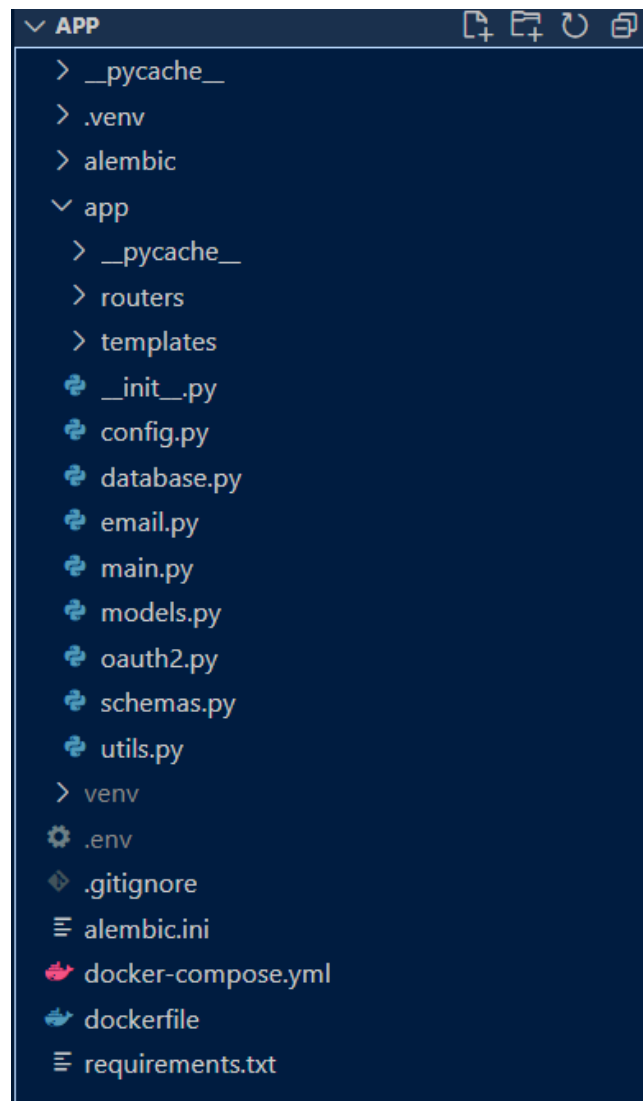 APP
__pycache__
.venv
alembic
app
__pycache__
routers
templates
__init__.py
config.py
database.py
email.py
main.py
models.py
oauth2.py
schemas.py
utils.py
venv
.env
.gitignore
alembic.ini
docker-compose.yml
dockerfile
requirements.txt